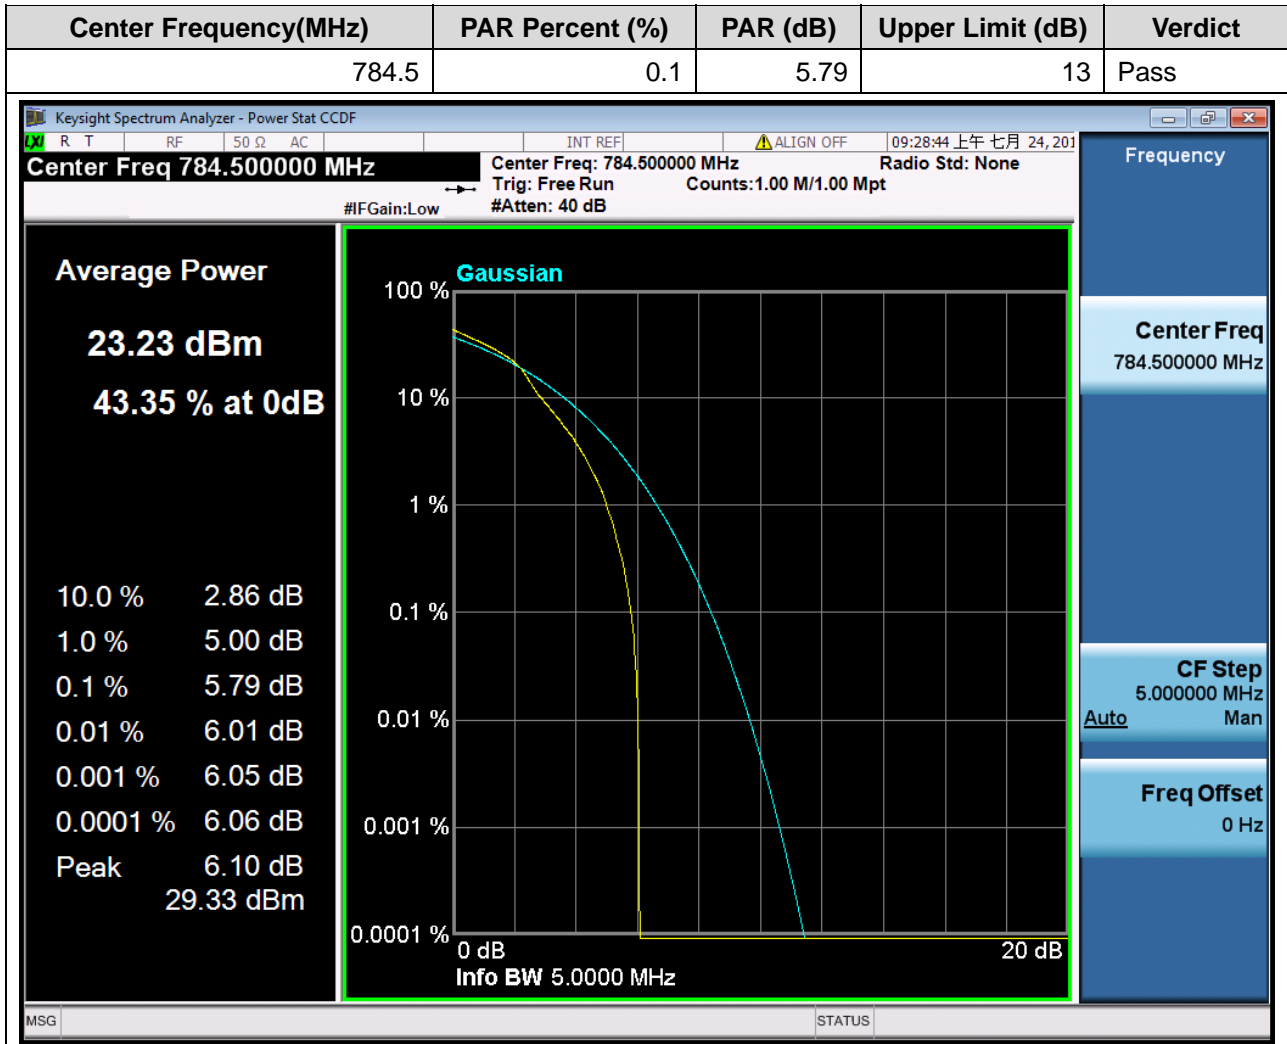 Center Frequency(MHz) PAR Percent (%) PAR (dB) Upper Limit (dB) Verdict
784.5 0.1 5.79 13 Pass
Keysight Spectrum Analyzer - Power Stat CCDF
LXI R T RF 50 Ω AC INT REF ALIGN OFF 09:28:44 上午 七月 24, 201
Center Freq 784.500000 MHz
Center Freq: 784.500000 MHz Radio Std: None
Trig: Free Run Counts:1.00 M/1.00 Mpt
#IFGain:Low #Atten: 40 dB
Average Power
23.23 dBm
43.35 % at 0dB
10.0 % 2.86 dB
1.0 % 5.00 dB
0.1 % 5.79 dB
0.01 % 6.01 dB
0.001 % 6.05 dB
0.0001 % 6.06 dB
Peak 6.10 dB
29.33 dBm
Gaussian
100 %
10 %
1 %
0.1 %
0.01 %
0.001 %
0.0001 %
0 dB 20 dB
Info BW 5.0000 MHz
Frequency
Center Freq
784.500000 MHz
CF Step
5.000000 MHz
Auto Man
Freq Offset
0 Hz
MSG STATUS